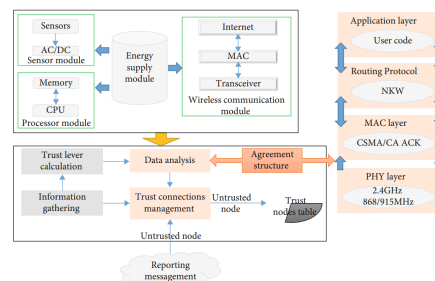 Sensors
AC/DC
Sensor module
Memory
CPU
Processor module
Energy
supply
module
Internet
MAC
Transceiver
Wireless communication
module
Application layer
User code
Routing Protocol
NKW
MAC layer
CSMA/CA ACK
PHY layer
2.4GHz
868/915MHz
Trust lever
calculation
Data analysis
Agreement
structure
Information
gathering
Trust connections
management
Untrusted
node
Trust
nodes table
Untrusted node
Reporting
messagement